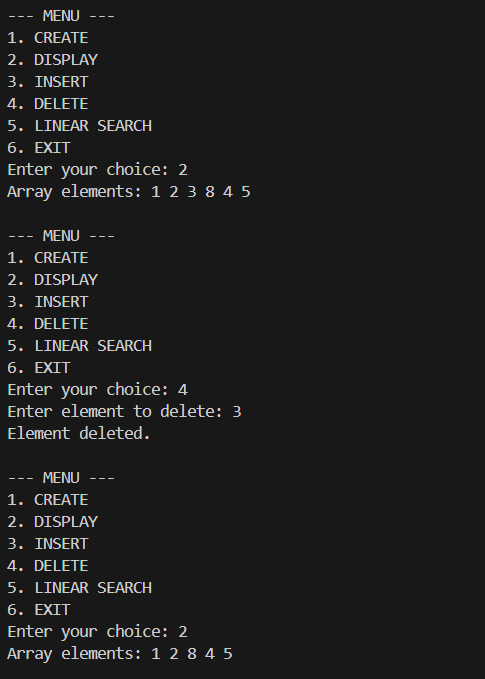 --- MENU ---
1. CREATE
2. DISPLAY
3. INSERT
4. DELETE
5. LINEAR SEARCH
6. EXIT
Enter your choice: 2
Array elements: 1 2 3 8 4 5
--- MENU ---
1. CREATE
2. DISPLAY
3. INSERT
4. DELETE
5. LINEAR SEARCH
6. EXIT
Enter your choice: 4
Enter element to delete: 3
Element deleted.
--- MENU ---
1. CREATE
2. DISPLAY
3. INSERT
4. DELETE
5. LINEAR SEARCH
6. EXIT
Enter your choice: 2
Array elements: 1 2 8 4 5